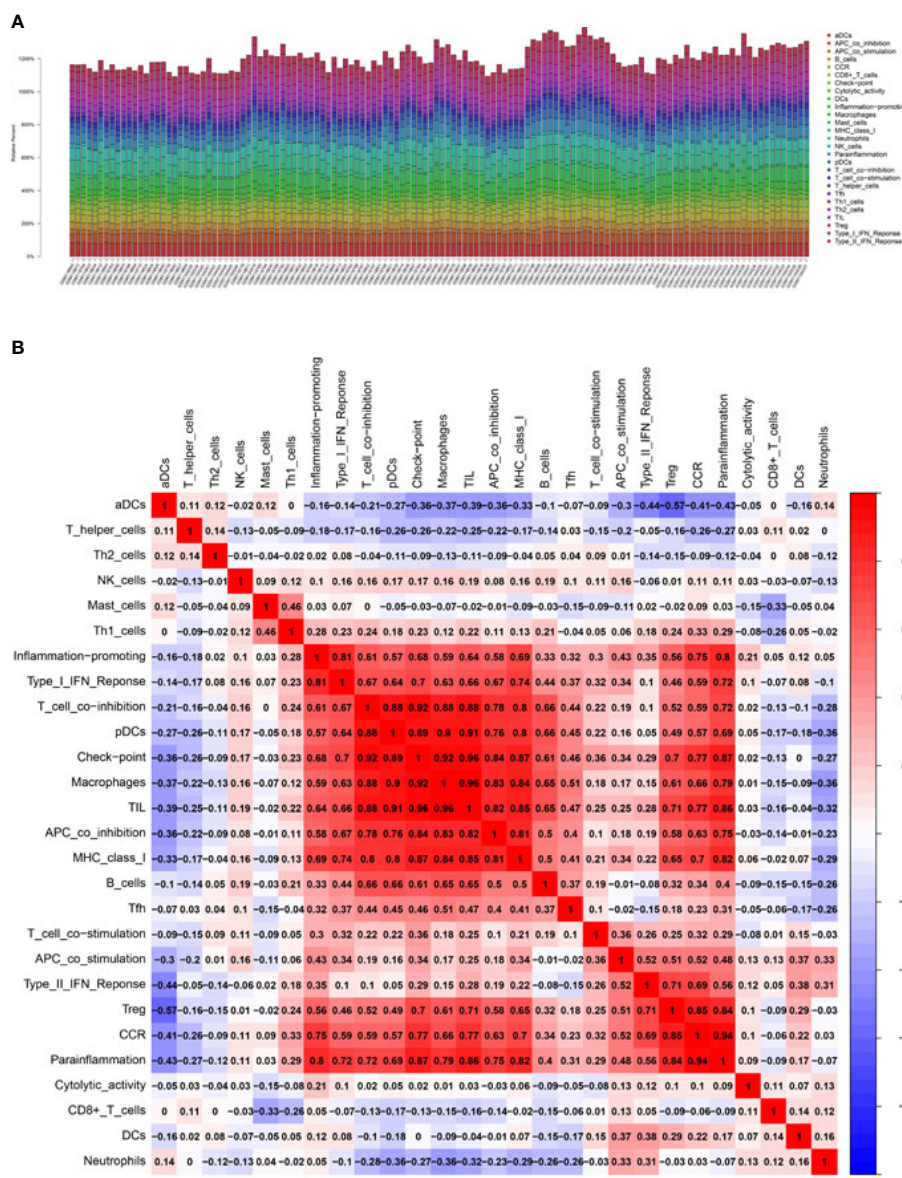 A
1200%
1000%
800%
600%
400%
200%
0%
Relative Percent
aDCs
APC_co_inhibition
APC_co_stimulation
B_cells
CCR
CD8+_T_cells
Check-point
Cytolytic_activity
DCs
Inflammation-promoting
Macrophages
Mast_cells
MHC_class_I
Neutrophils
NK_cells
Parainflammation
pDCs
T_cell_co-inhibition
T_cell_co-stimulation
T_helper_cells
Tfh
Th1_cells
Th2_cells
TIL
Treg
Type_I_IFN_Reponse
Type_II_IFN_Reponse
B
aDCs T_helper_cells Th2_cells NK_cells Mast_cells Th1_cells Inflammation-promoting Type_I_IFN_Reponse T_cell_co-inhibition pDCs Check-point Macrophages TIL APC_co_inhibition MHC_class_I B_cells Tfh T_cell_co-stimulation APC_co_stimulation Type_II_IFN_Reponse Treg CCR Parainflammation Cytolytic_activity CD8+_T_cells DCs Neutrophils
aDCs 1 0.11 0.12 -0.02 0.12 0 -0.16 -0.14 -0.21 -0.27 -0.36 -0.37 -0.39 -0.36 -0.33 -0.1 -0.07 -0.09 -0.3 -0.44 -0.57 -0.41 -0.43 -0.05 0 -0.16 0.14
T_helper_cells 0.11 1 0.14 -0.13 -0.05 -0.09 -0.18 -0.17 -0.16 -0.26 -0.26 -0.22 -0.25 -0.22 -0.17 -0.14 0.03 -0.15 -0.2 -0.05 -0.16 -0.26 -0.27 0.03 0.11 0.02 0
Th2_cells 0.12 0.14 1 -0.01 -0.04 -0.02 0.02 0.08 -0.04 -0.11 -0.09 -0.13 -0.11 -0.09 -0.04 0.05 0.04 0.09 0.01 -0.14 -0.15 -0.09 -0.12 -0.04 0 0.08 -0.12
NK_cells -0.02 -0.13 -0.01 1 0.09 0.12 0.1 0.16 0.16 0.17 0.17 0.16 0.19 0.08 0.16 0.19 0.1 0.11 0.16 -0.06 0.01 0.11 0.11 0.03 -0.03 -0.07 -0.13
Mast_cells 0.12 -0.05 -0.04 0.09 1 0.46 0.03 0.07 0 -0.05 -0.03 -0.07 -0.02 -0.01 -0.09 -0.03 -0.15 -0.09 -0.11 0.02 -0.02 0.09 0.03 -0.15 -0.33 -0.05 0.04
Th1_cells 0 -0.09 -0.02 0.12 0.46 1 0.28 0.23 0.24 0.18 0.23 0.12 0.22 0.11 0.13 0.21 -0.04 0.05 0.06 0.18 0.24 0.33 0.29 -0.08 -0.26 0.05 -0.02
Inflammation-promoting -0.16 -0.18 0.02 0.1 0.03 0.28 1 0.81 0.61 0.57 0.68 0.59 0.64 0.58 0.69 0.33 0.32 0.3 0.43 0.35 0.56 0.75 0.8 0.21 0.05 0.12 0.05
Type_I_IFN_Reponse -0.14 -0.17 0.08 0.16 0.07 0.23 0.81 1 0.67 0.64 0.7 0.63 0.66 0.67 0.74 0.44 0.37 0.32 0.34 0.1 0.46 0.59 0.72 0.1 -0.07 0.08 -0.1
T_cell_co-inhibition -0.21 -0.16 -0.04 0.16 0 0.24 0.61 0.67 1 0.88 0.92 0.88 0.88 0.78 0.8 0.66 0.44 0.22 0.19 0.1 0.52 0.59 0.72 0.02 -0.13 -0.1 -0.28
pDCs -0.27 -0.26 -0.11 0.17 -0.05 0.18 0.57 0.64 0.88 1 0.89 0.9 0.91 0.76 0.8 0.66 0.45 0.22 0.16 0.05 0.49 0.57 0.69 0.05 -0.17 -0.18 -0.36
Check-point -0.36 -0.26 -0.09 0.17 -0.03 0.23 0.68 0.7 0.92 0.89 1 0.92 0.96 0.84 0.87 0.61 0.46 0.36 0.34 0.29 0.7 0.77 0.87 0.02 -0.13 0 -0.27
Macrophages -0.37 -0.22 -0.13 0.16 -0.07 0.12 0.59 0.63 0.88 0.9 0.92 1 0.96 0.83 0.84 0.65 0.51 0.18 0.17 0.15 0.61 0.66 0.79 0.01 -0.15 -0.09 -0.36
TIL -0.39 -0.25 -0.11 0.19 -0.02 0.22 0.64 0.66 0.88 0.91 0.96 0.96 1 0.82 0.85 0.65 0.47 0.25 0.25 0.28 0.71 0.77 0.86 0.03 -0.16 -0.04 -0.32
APC_co_inhibition -0.36 -0.22 -0.09 0.08 -0.01 0.11 0.58 0.67 0.78 0.76 0.84 0.83 0.82 1 0.81 0.5 0.4 0.1 0.18 0.19 0.58 0.63 0.75 -0.03 -0.14 -0.01 -0.23
MHC_class_I -0.33 -0.17 -0.04 0.16 -0.09 0.13 0.69 0.74 0.8 0.8 0.87 0.84 0.85 0.81 1 0.5 0.41 0.21 0.34 0.22 0.65 0.7 0.82 0.06 -0.02 0.07 -0.29
B_cells -0.1 -0.14 0.05 0.19 -0.03 0.21 0.33 0.44 0.66 0.66 0.61 0.65 0.65 0.5 0.5 1 0.37 0.19 -0.01 -0.08 0.32 0.34 0.4 -0.09 -0.15 -0.15 -0.26
Tfh -0.07 0.03 0.04 0.1 -0.15 -0.04 0.32 0.37 0.44 0.45 0.46 0.51 0.47 0.4 0.41 0.37 1 0.1 -0.02 -0.15 0.18 0.23 0.31 -0.05 -0.06 -0.17 -0.26
T_cell_co-stimulation -0.09 -0.15 0.09 0.11 -0.09 0.05 0.3 0.32 0.22 0.22 0.36 0.18 0.25 0.1 0.21 0.19 0.1 1 0.36 0.26 0.25 0.32 0.29 -0.08 0.01 0.15 -0.03
APC_co_stimulation -0.3 -0.2 0.01 0.16 -0.11 0.06 0.43 0.34 0.19 0.16 0.34 0.17 0.25 0.18 0.34 -0.01 -0.02 0.36 1 0.52 0.51 0.52 0.48 0.13 0.13 0.37 0.33
Type_II_IFN_Reponse -0.44 -0.05 -0.14 -0.06 0.02 0.18 0.35 0.1 0.1 0.05 0.29 0.15 0.28 0.19 0.22 -0.08 -0.15 0.26 0.52 1 0.71 0.69 0.56 0.12 0.05 0.38 0.31
Treg -0.57 -0.16 -0.15 0.01 -0.02 0.24 0.56 0.46 0.52 0.49 0.7 0.61 0.71 0.58 0.65 0.32 0.18 0.25 0.51 0.71 1 0.85 0.84 0.1 -0.09 0.29 -0.03
CCR -0.41 -0.26 -0.09 0.11 0.09 0.33 0.75 0.59 0.59 0.57 0.77 0.66 0.77 0.63 0.7 0.34 0.23 0.32 0.52 0.69 0.85 1 0.94 0.1 -0.06 0.22 0.03
Parainflammation -0.43 -0.27 -0.12 0.11 0.03 0.29 0.8 0.72 0.72 0.69 0.87 0.79 0.86 0.75 0.82 0.4 0.31 0.29 0.48 0.56 0.84 0.94 1 0.09 -0.09 0.17 -0.07
Cytolytic_activity -0.05 0.03 -0.04 0.03 -0.15 -0.08 0.21 0.1 0.02 0.05 0.02 0.01 0.03 -0.03 0.06 -0.09 -0.05 -0.08 0.13 0.12 0.1 0.1 0.09 1 0.11 0.07 0.13
CD8+_T_cells 0 0.11 0 -0.03 -0.33 -0.26 0.05 -0.07 -0.13 -0.17 -0.13 -0.15 -0.16 -0.14 -0.02 -0.15 -0.06 0.01 0.13 0.05 -0.09 -0.06 -0.09 0.11 1 0.14 0.12
DCs -0.16 0.02 0.08 -0.07 -0.05 0.05 0.12 0.08 -0.1 -0.18 0 -0.09 -0.04 -0.01 0.07 -0.15 -0.17 0.15 0.37 0.38 0.29 0.22 0.17 0.07 0.14 1 0.16
Neutrophils 0.14 0 -0.12 -0.13 0.04 -0.02 0.05 -0.1 -0.28 -0.36 -0.27 -0.36 -0.32 -0.23 -0.29 -0.26 -0.26 -0.03 0.33 0.31 -0.03 0.03 -0.07 0.13 0.12 0.16 1